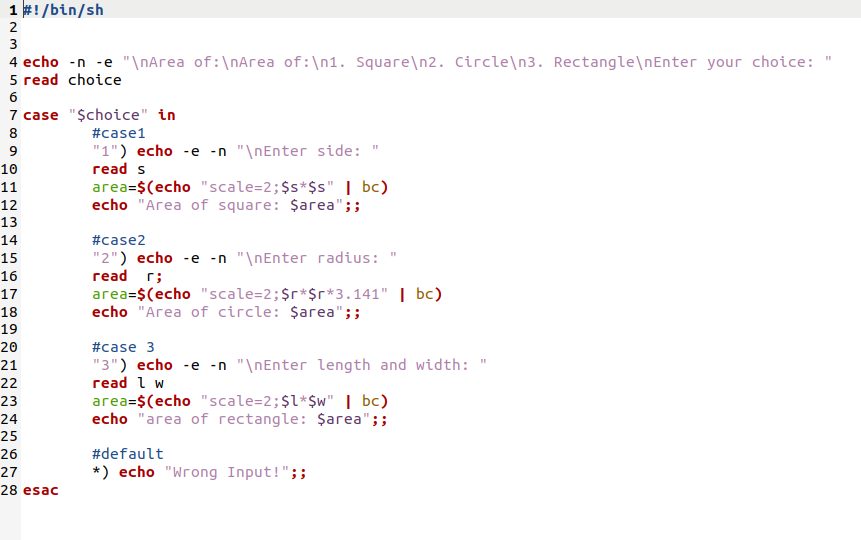 1 #!/bin/sh
2
3
4 echo -n -e "\nArea of:\nArea of:\n1. Square\n2. Circle\n3. Rectangle\nEnter your choice: "
5 read choice
6
7 case "$choice" in
8 #case1
9 "1") echo -e -n "\nEnter side: "
10 read s
11 area=$(echo "scale=2;$s*$s" | bc)
12 echo "Area of square: $area";;
13
14 #case2
15 "2") echo -e -n "\nEnter radius: "
16 read  r;
17 area=$(echo "scale=2;$r*$r*3.141" | bc)
18 echo "Area of circle: $area";;
19
20 #case 3
21 "3") echo -e -n "\nEnter length and width: "
22 read l w
23 area=$(echo "scale=2;$l*$w" | bc)
24 echo "area of rectangle: $area";;
25
26 #default
27 *) echo "Wrong Input!";;
28 esac